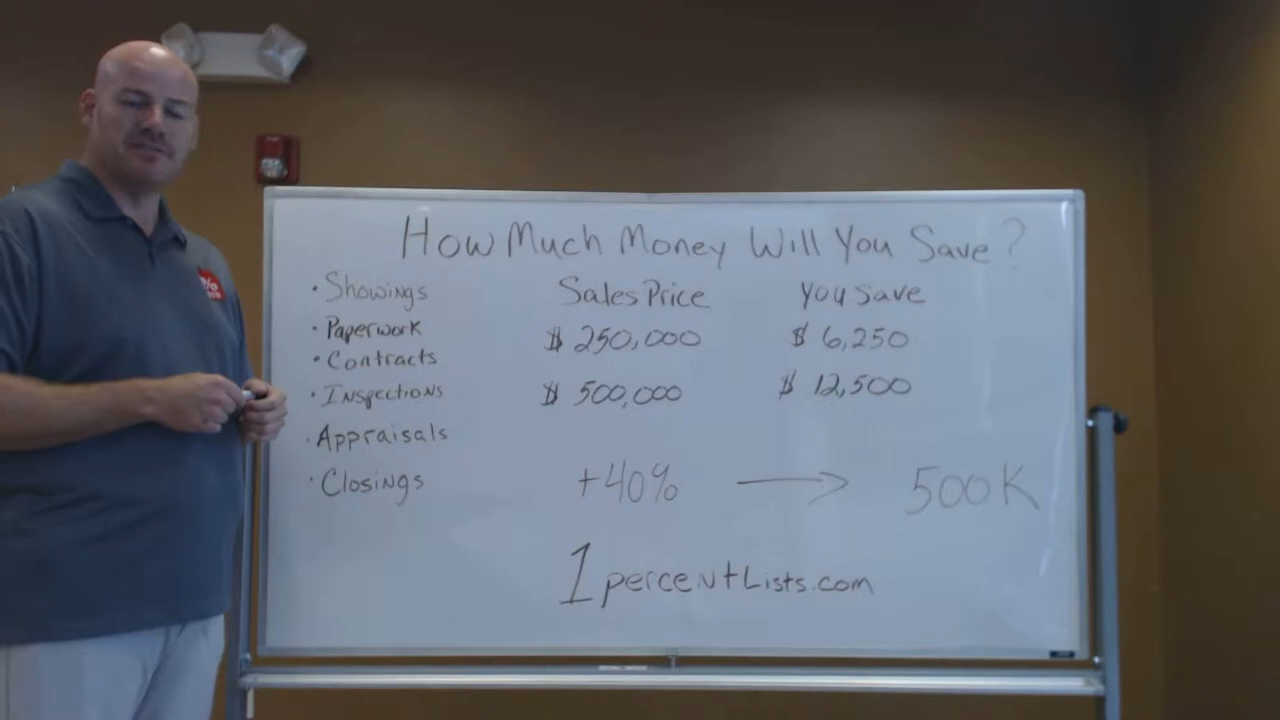 How Much Money Will You Save?
• Showings
• Paperwork
• Contracts
• Inspections
• Appraisals
• Closings
Sales Price
$ 250,000
$ 500,000
You Save
$ 6,250
$ 12,500
+40% → 500K
1percentLists.com